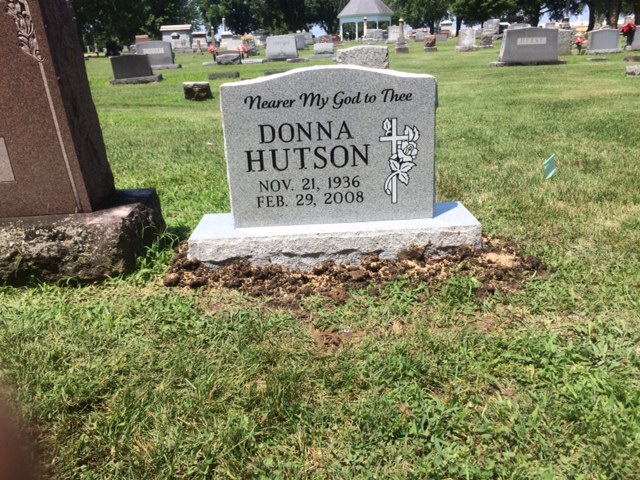 Nearer My God to Thee
DONNA
HUTSON
NOV. 21, 1936
FEB. 29, 2008